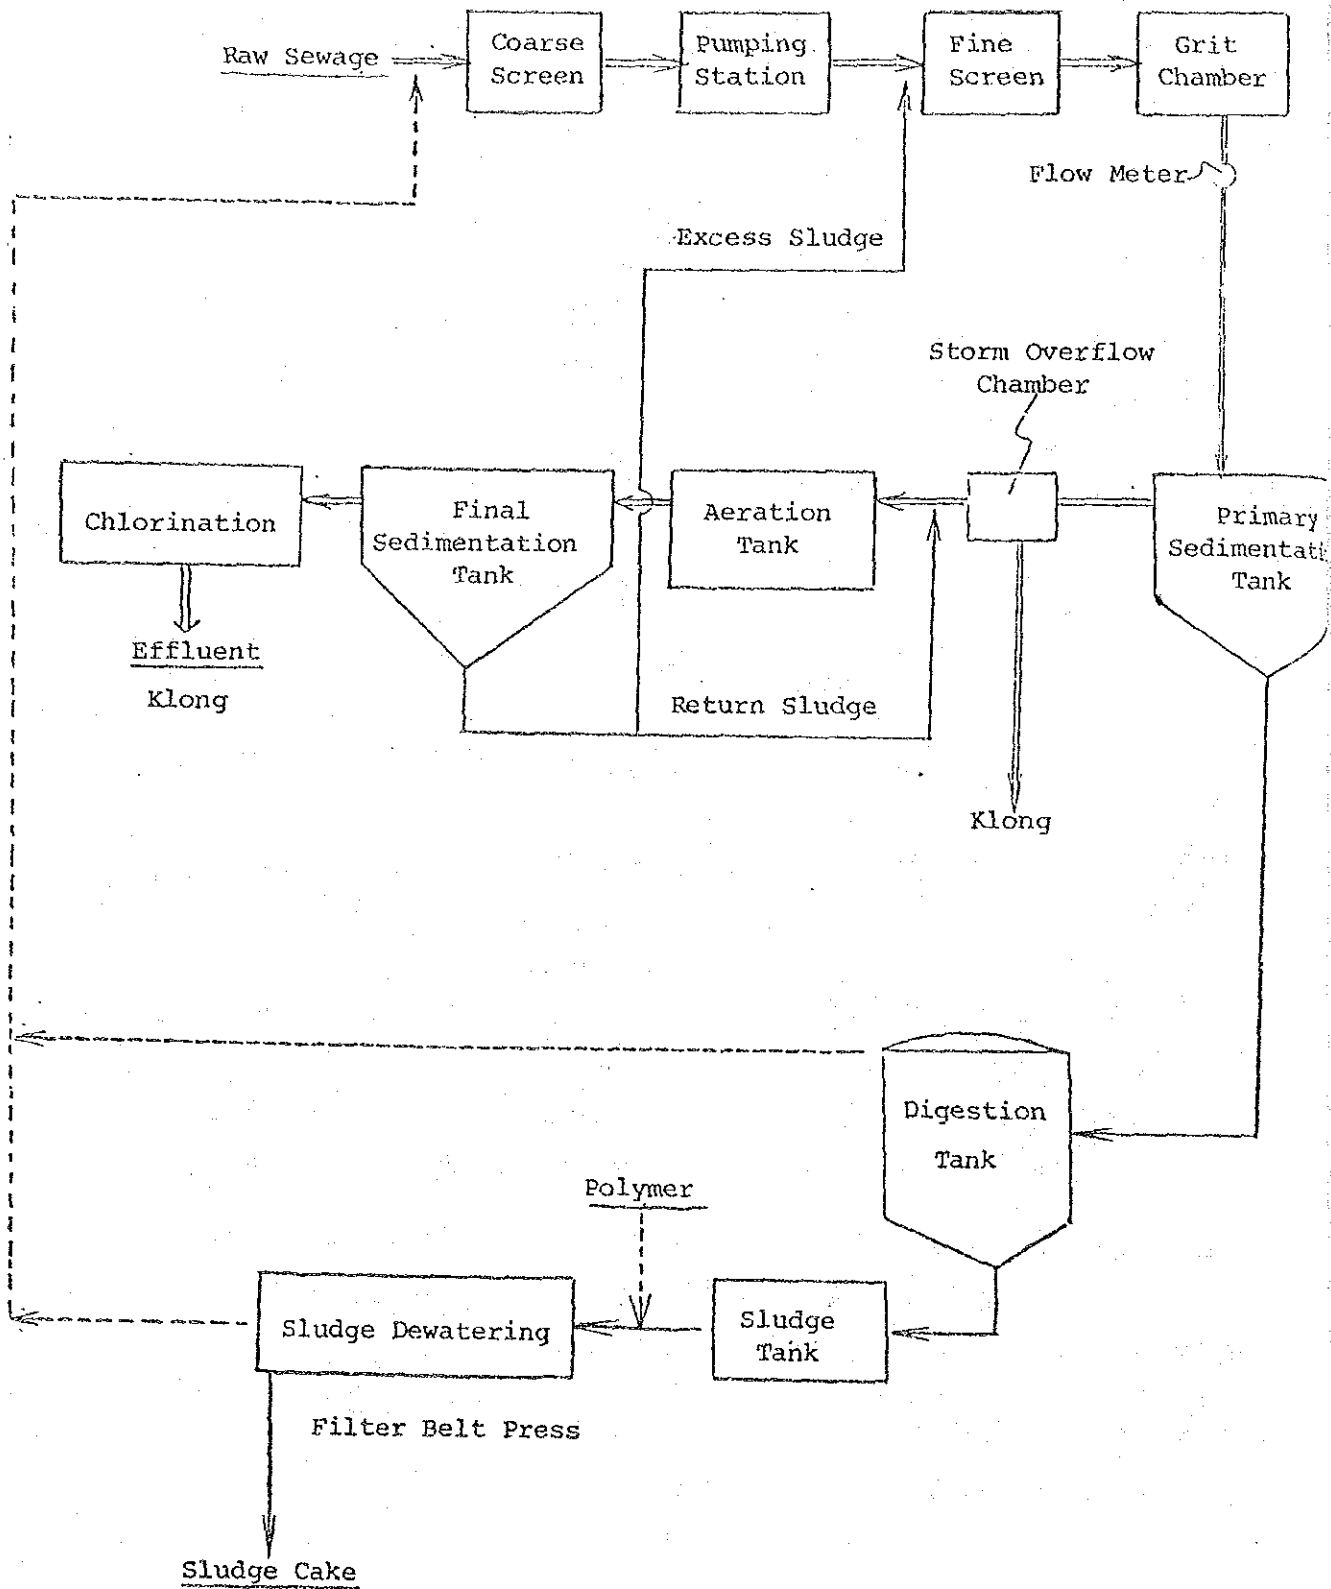 Raw Sewage
Coarse
Screen
Pumping
Station
Fine
Screen
Grit
Chamber
Flow Meter
Excess Sludge
Storm Overflow
Chamber
Chlorination
Final
Sedimentation
Tank
Aeration
Tank
Primary
Sedimentati
Tank
Effluent
Klong
Return Sludge
Klong
Digestion
Tank
Polymer
Sludge Dewatering
Sludge
Tank
Filter Belt Press
Sludge Cake